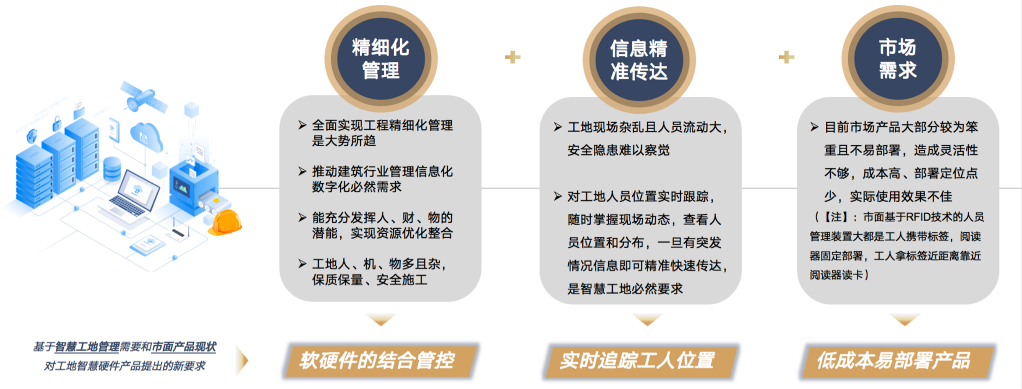 精细化
管理
全面实现工程精细化管理
是大势所趋
推动建筑行业管理信息化
数字化必然需求
能充分发挥人、财、物的
潜能，实现资源优化整合
工地人、机、物多且杂，
保质保量、安全施工
信息精
准传达
工地现场杂乱且人员流动大，
安全隐患难以察觉
对工地人员位置实时跟踪，
随时掌握现场动态，查看人
员位置和分布，一旦有突发
情况信息即可精准快速传达，
是智慧工地必然要求
市场
需求
目前市场产品大部分较为笨
重且不易部署，造成灵活性
不够，成本高、部署定位点
少，实际使用效果不佳
（【注】：市面基于RFID技术的人员
管理装置大都是工人携带标签，阅读
器固定部署，工人拿标签近距离靠近
阅读器读卡）
基于智慧工地管理需要和市面产品现状
对工地智慧硬件产品提出的新要求
软硬件的结合管控
实时追踪工人位置
低成本易部署产品